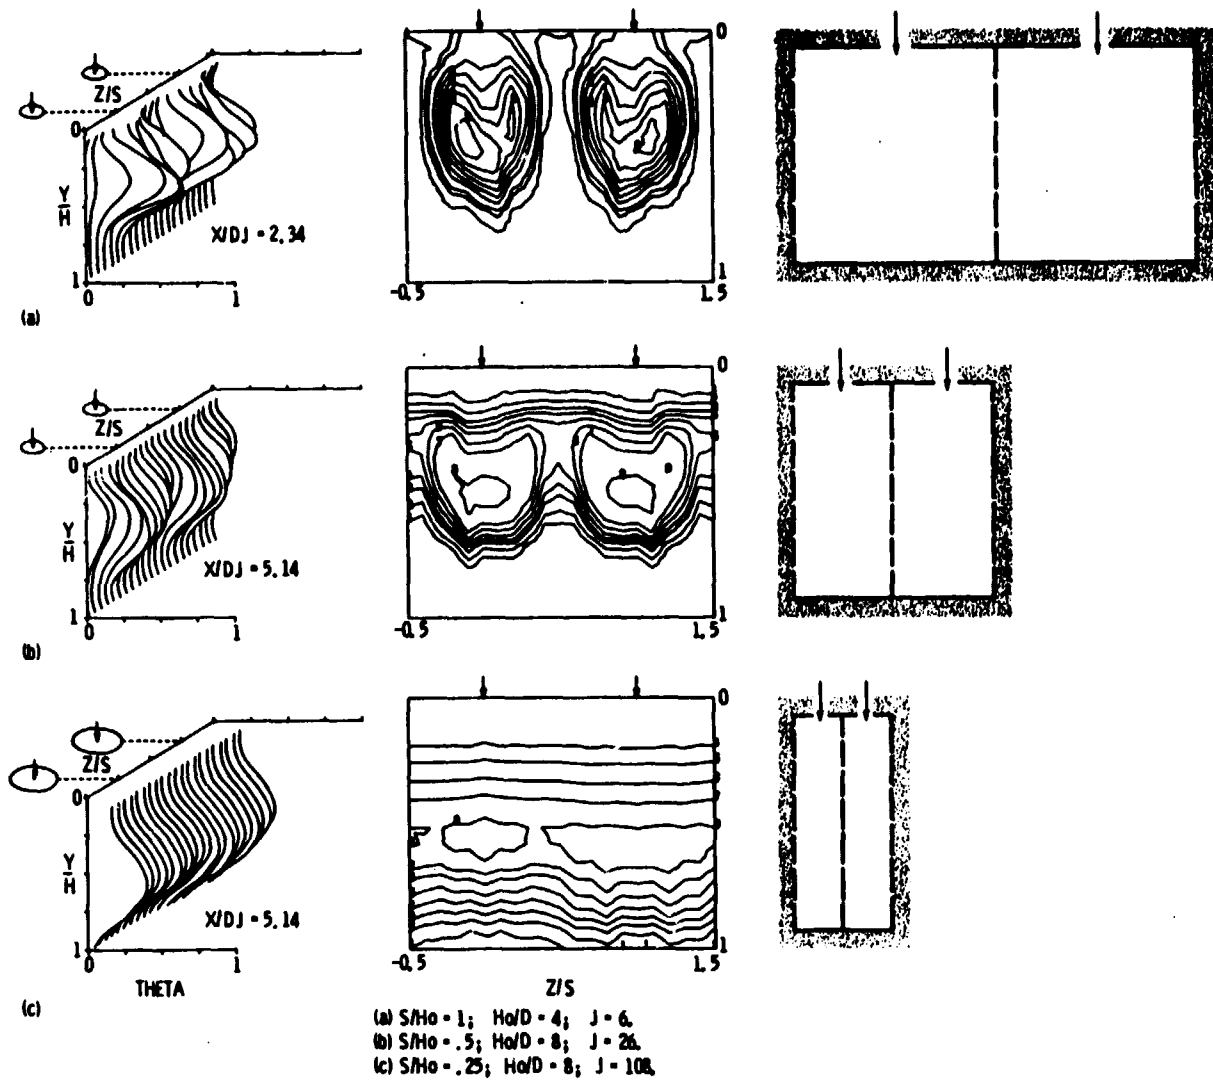 0
Z/S
0
Y/H
X/DJ = 2.34
1
0 1
-0.5 1.5
1
(a)
0
Z/S
0
Y/H
X/DJ = 5.14
1
0 1
-0.5 1.5
1
(b)
0
Z/S
0
Y/H
X/DJ = 5.14
1
0 1
-0.5 1.5
1
THETA
Z/S
(c)
(a) S/Ho = 1; Ho/D = 4; J = 6.
(b) S/Ho = .5; Ho/D = 8; J = 26.
(c) S/Ho = .25; Ho/D = 8; J = 108.